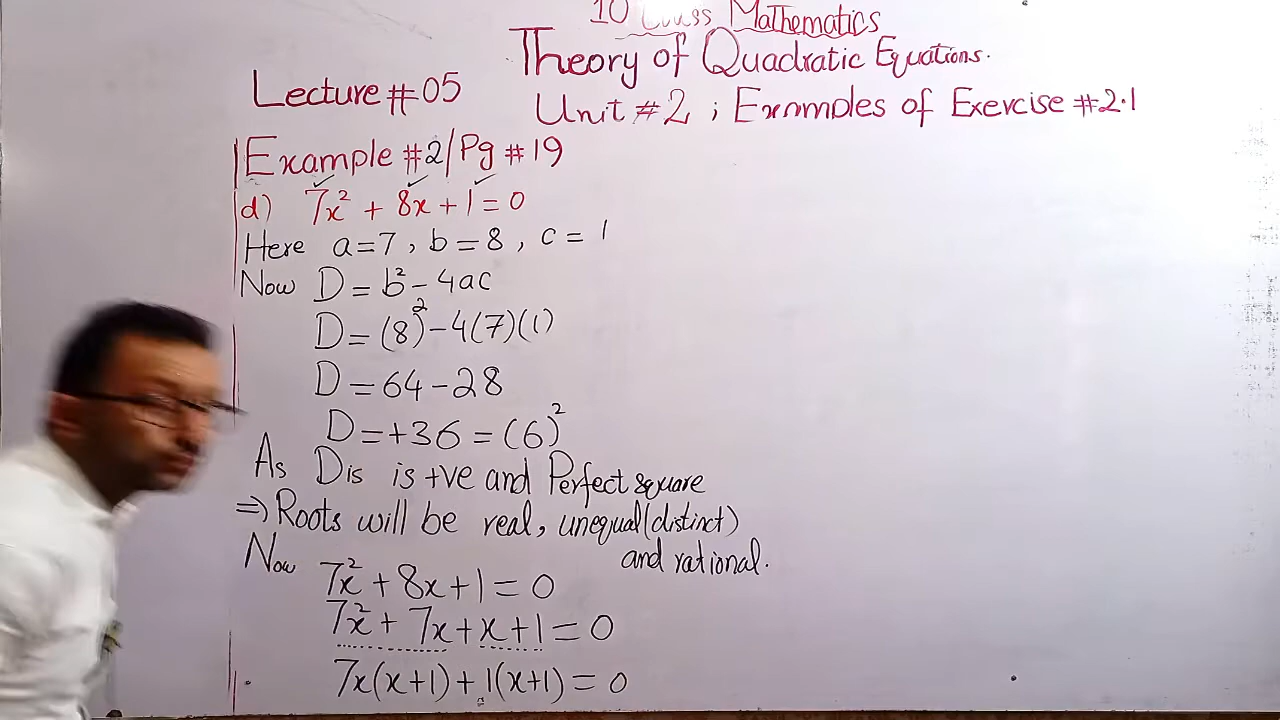 10 Class Mathematics
Theory of Quadratic Equations.
Lecture #05
Unit #2 ; Examples of Exercise #2.1
Example #2/Pg #19
d) 7x² + 8x + 1 = 0
Here a=7, b=8, c=1
Now D = b² - 4ac
D = (8)² - 4(7)(1)
D = 64 - 28
D = +36 = (6)²
As Dis is +ve and Perfect square
⇒ Roots will be real, unequal (distinct)
and rational.
Now 7x² + 8x + 1 = 0
7x² + 7x + x + 1 = 0
7x(x+1) + 1(x+1) = 0